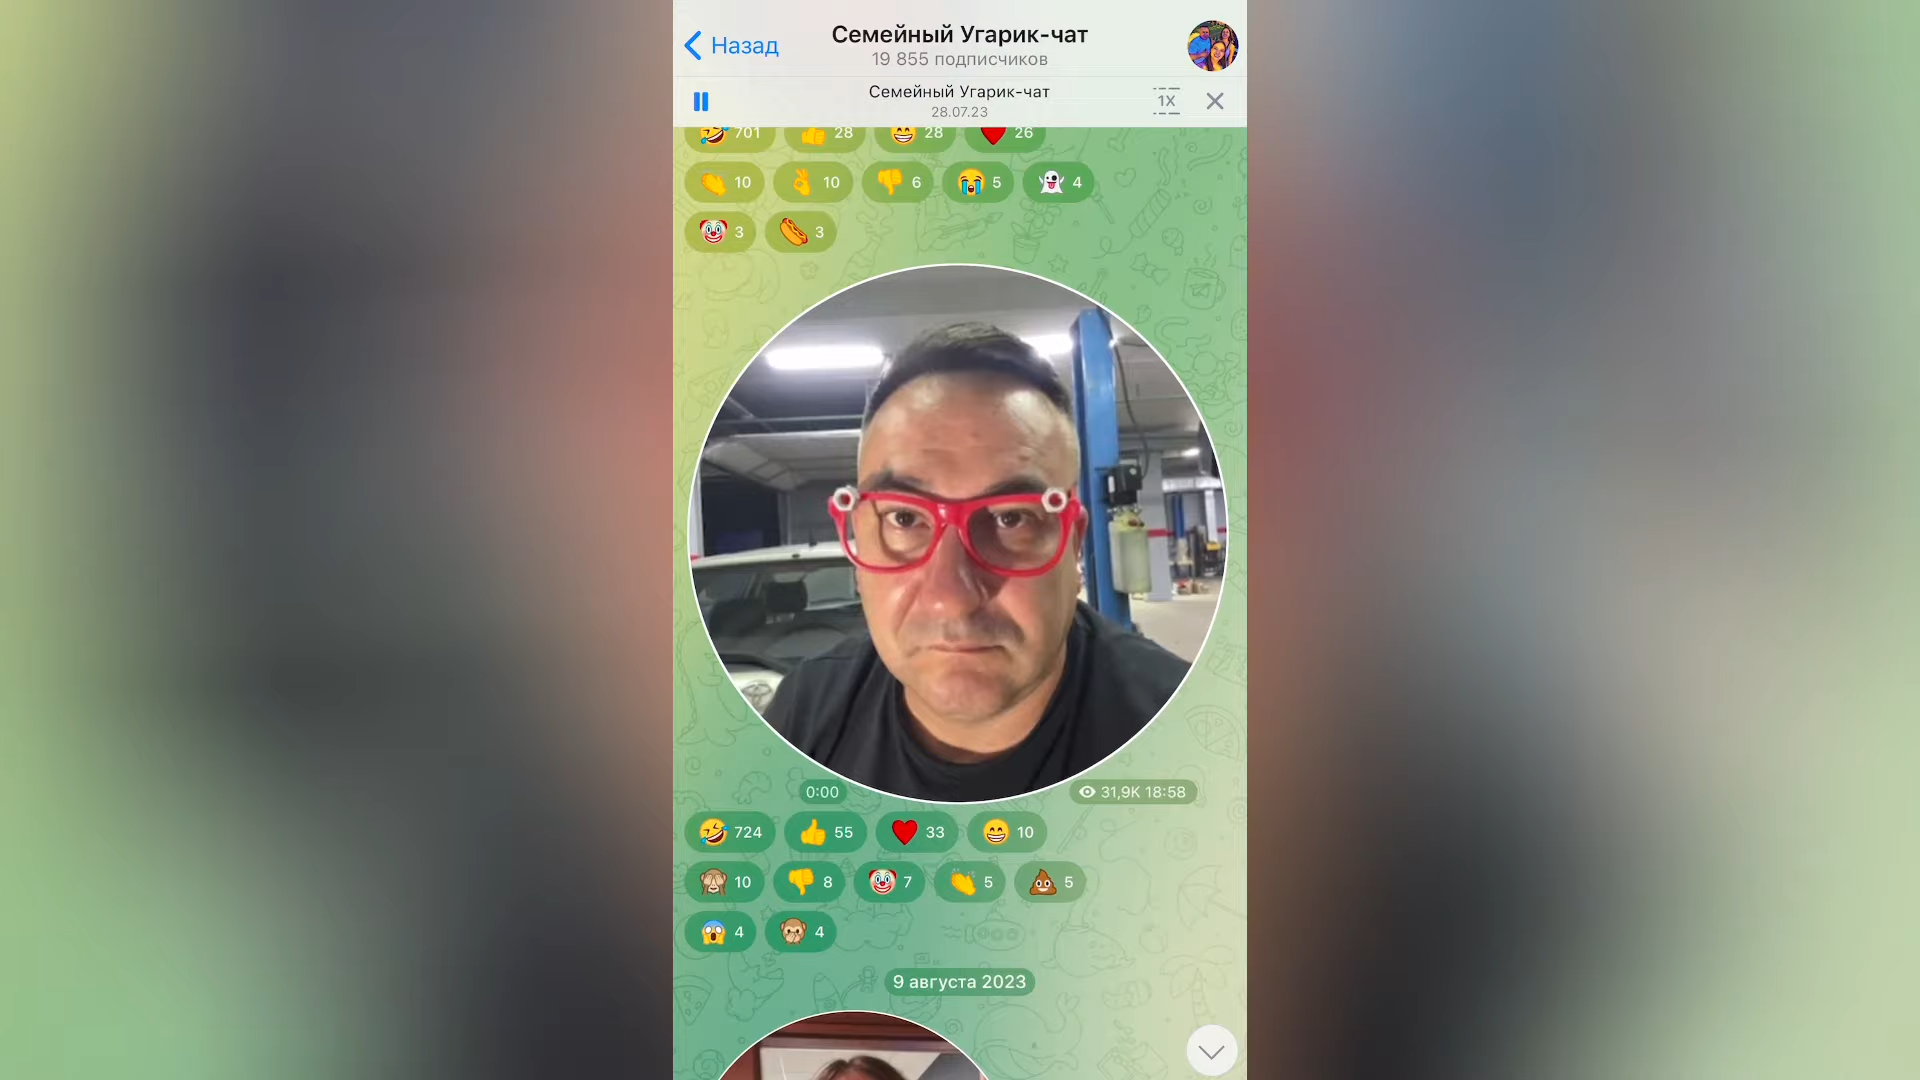 Назад
Семейный Угарик-чат
19 855 подписчиков
Семейный Угарик-чат
28.07.23
1X
701 28 28 26
10 10 6 5 4
3 3
0:00
31,9K 18:58
724 55 33 10
10 8 7 5 5
4 4
9 августа 2023